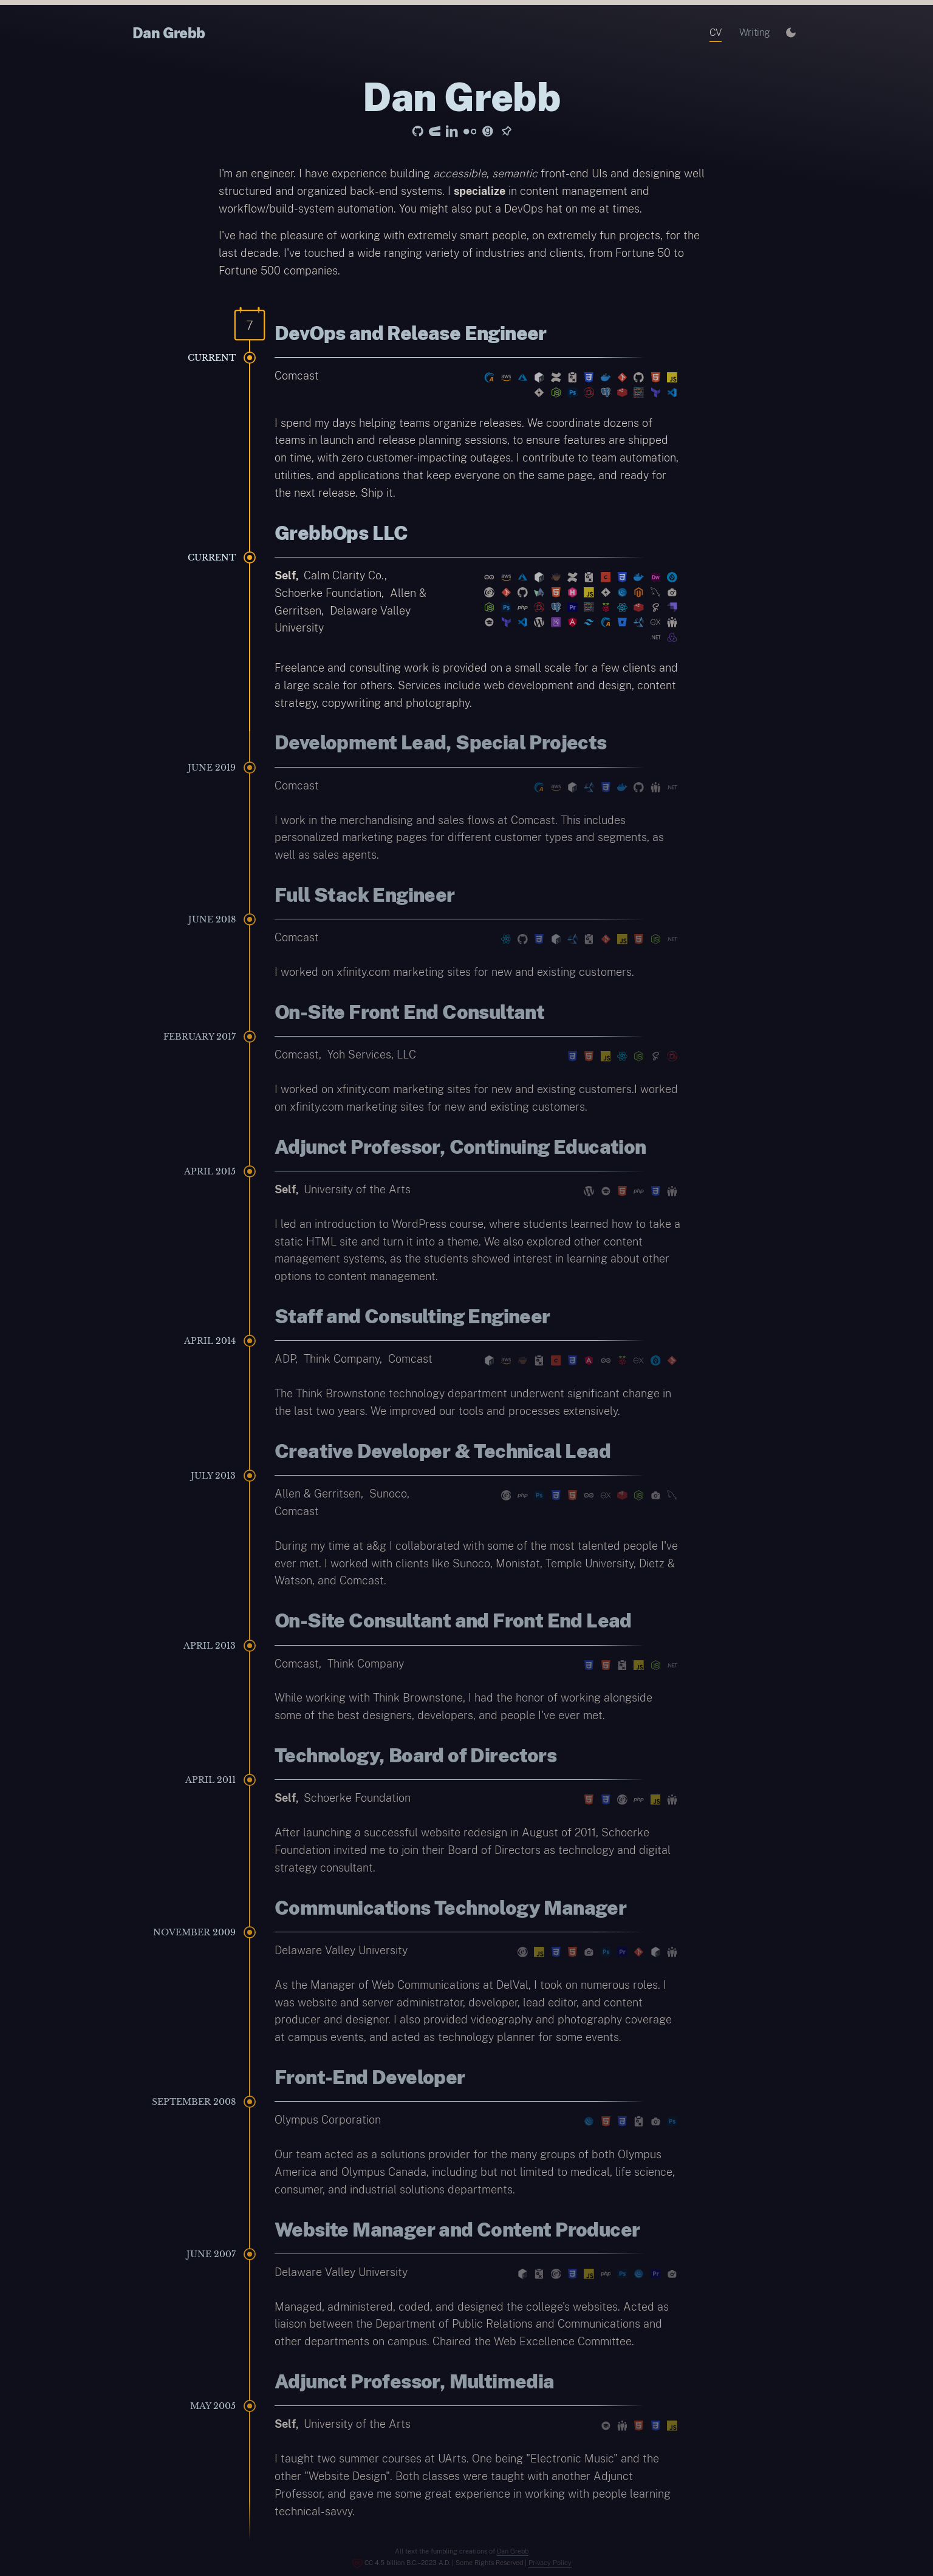 Dan Grebb
CV
Writing
Dan Grebb
I'm an engineer. I have experience building accessible, semantic front-end UIs and designing well
structured and organized back-end systems. I specialize in content management and
workflow/build-system automation. You might also put a DevOps hat on me at times.
I've had the pleasure of working with extremely smart people, on extremely fun projects, for the
last decade. I've touched a wide ranging variety of industries and clients, from Fortune 50 to
Fortune 500 companies.
7
DevOps and Release Engineer
CURRENT
Comcast
I spend my days helping teams organize releases. We coordinate dozens of
teams in launch and release planning sessions, to ensure features are shipped
on time, with zero customer-impacting outages. I contribute to team automation,
utilities, and applications that keep everyone on the same page, and ready for
the next release. Ship it.
GrebbOps LLC
CURRENT
Self, Calm Clarity Co.,
Schoerke Foundation, Allen &
Gerritsen, Delaware Valley
University
Freelance and consulting work is provided on a small scale for a few clients and
a large scale for others. Services include web development and design, content
strategy, copywriting and photography.
Development Lead, Special Projects
JUNE 2019
Comcast
I work in the merchandising and sales flows at Comcast. This includes
personalized marketing pages for different customer types and segments, as
well as sales agents.
Full Stack Engineer
JUNE 2018
Comcast
I worked on xfinity.com marketing sites for new and existing customers.
On-Site Front End Consultant
FEBRUARY 2017
Comcast, Yoh Services, LLC
I worked on xfinity.com marketing sites for new and existing customers.I worked
on xfinity.com marketing sites for new and existing customers.
Adjunct Professor, Continuing Education
APRIL 2015
Self, University of the Arts
I led an introduction to WordPress course, where students learned how to take a
static HTML site and turn it into a theme. We also explored other content
management systems, as the students showed interest in learning about other
options to content management.
Staff and Consulting Engineer
APRIL 2014
ADP, Think Company, Comcast
The Think Brownstone technology department underwent significant change in
the last two years. We improved our tools and processes extensively.
Creative Developer & Technical Lead
JULY 2013
Allen & Gerritsen, Sunoco,
Comcast
During my time at a&g I collaborated with some of the most talented people I've
ever met. I worked with clients like Sunoco, Monistat, Temple University, Dietz &
Watson, and Comcast.
On-Site Consultant and Front End Lead
APRIL 2013
Comcast, Think Company
While working with Think Brownstone, I had the honor of working alongside
some of the best designers, developers, and people I've ever met.
Technology, Board of Directors
APRIL 2011
Self, Schoerke Foundation
After launching a successful website redesign in August of 2011, Schoerke
Foundation invited me to join their Board of Directors as technology and digital
strategy consultant.
Communications Technology Manager
NOVEMBER 2009
Delaware Valley University
As the Manager of Web Communications at DelVal, I took on numerous roles. I
was website and server administrator, developer, lead editor, and content
producer and designer. I also provided videography and photography coverage
at campus events, and acted as technology planner for some events.
Front-End Developer
SEPTEMBER 2008
Olympus Corporation
Our team acted as a solutions provider for the many groups of both Olympus
America and Olympus Canada, including but not limited to medical, life science,
consumer, and industrial solutions departments.
Website Manager and Content Producer
JUNE 2007
Delaware Valley University
Managed, administered, coded, and designed the college's websites. Acted as
liaison between the Department of Public Relations and Communications and
other departments on campus. Chaired the Web Excellence Committee.
Adjunct Professor, Multimedia
MAY 2005
Self, University of the Arts
I taught two summer courses at UArts. One being "Electronic Music" and the
other "Website Design". Both classes were taught with another Adjunct
Professor, and gave me some great experience in working with people learning
technical-savvy.
All text the fumbling creations of Dan Grebb
CC 4.5 billion B.C.-2023 A.D. | Some Rights Reserved | Privacy Policy